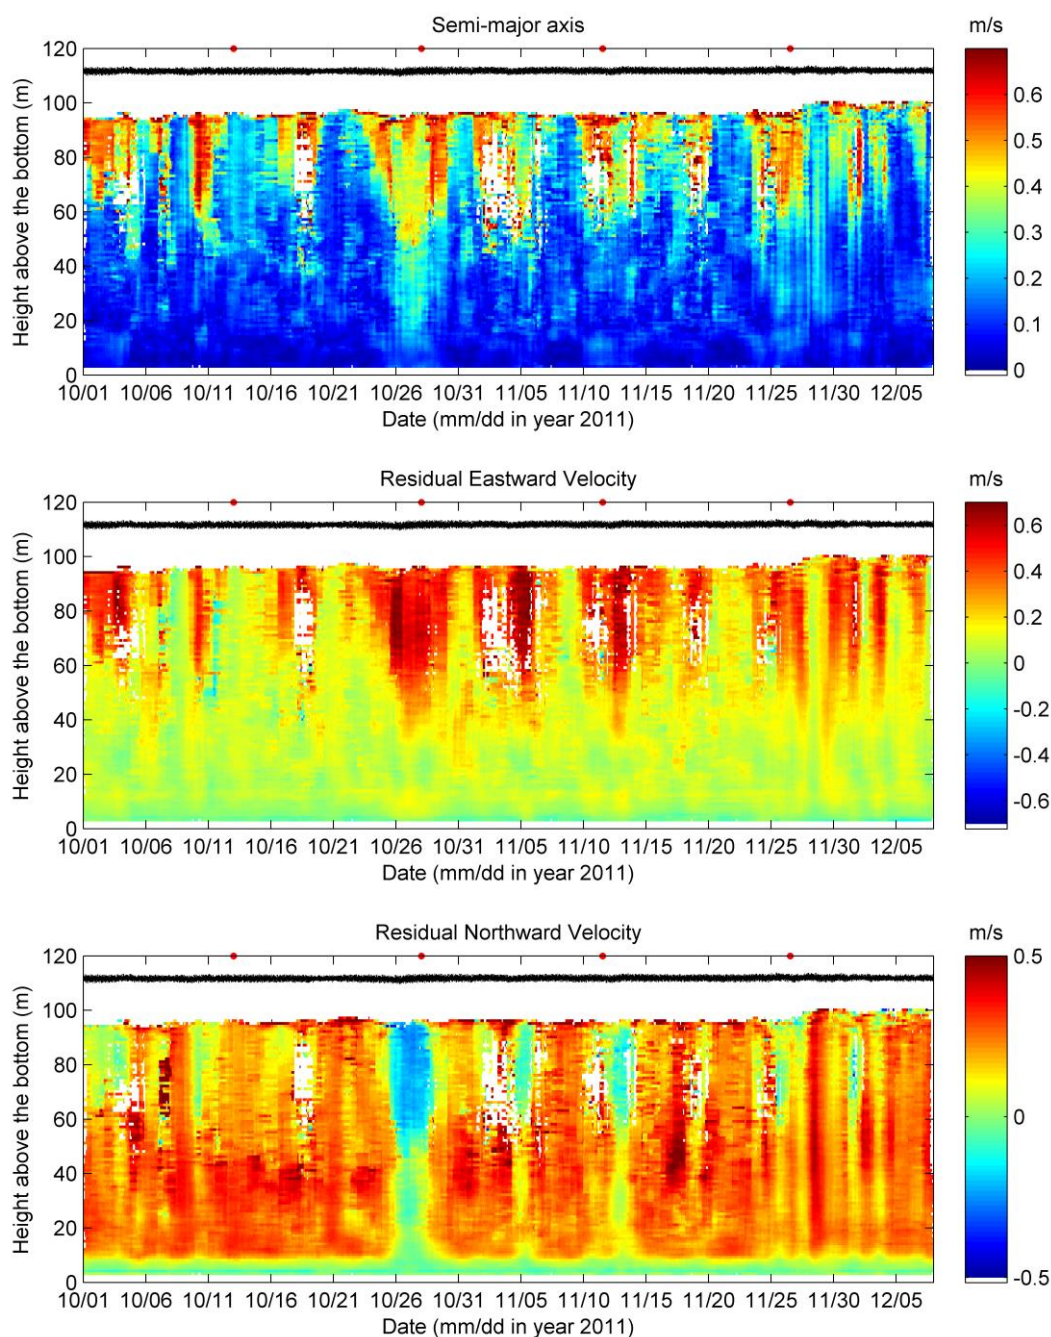 Semi-major axis
m/s
120
100
80
60
40
20
0
Height above the bottom (m)
10/01 10/06 10/11 10/16 10/21 10/26 10/31 11/05 11/10 11/15 11/20 11/25 11/30 12/05
Date (mm/dd in year 2011)
0.6
0.5
0.4
0.3
0.2
0.1
0
Residual Eastward Velocity
m/s
120
100
80
60
40
20
0
Height above the bottom (m)
10/01 10/06 10/11 10/16 10/21 10/26 10/31 11/05 11/10 11/15 11/20 11/25 11/30 12/05
Date (mm/dd in year 2011)
0.6
0.4
0.2
0
-0.2
-0.4
-0.6
Residual Northward Velocity
m/s
120
100
80
60
40
20
0
Height above the bottom (m)
10/01 10/06 10/11 10/16 10/21 10/26 10/31 11/05 11/10 11/15 11/20 11/25 11/30 12/05
Date (mm/dd in year 2011)
0.5
0
-0.5